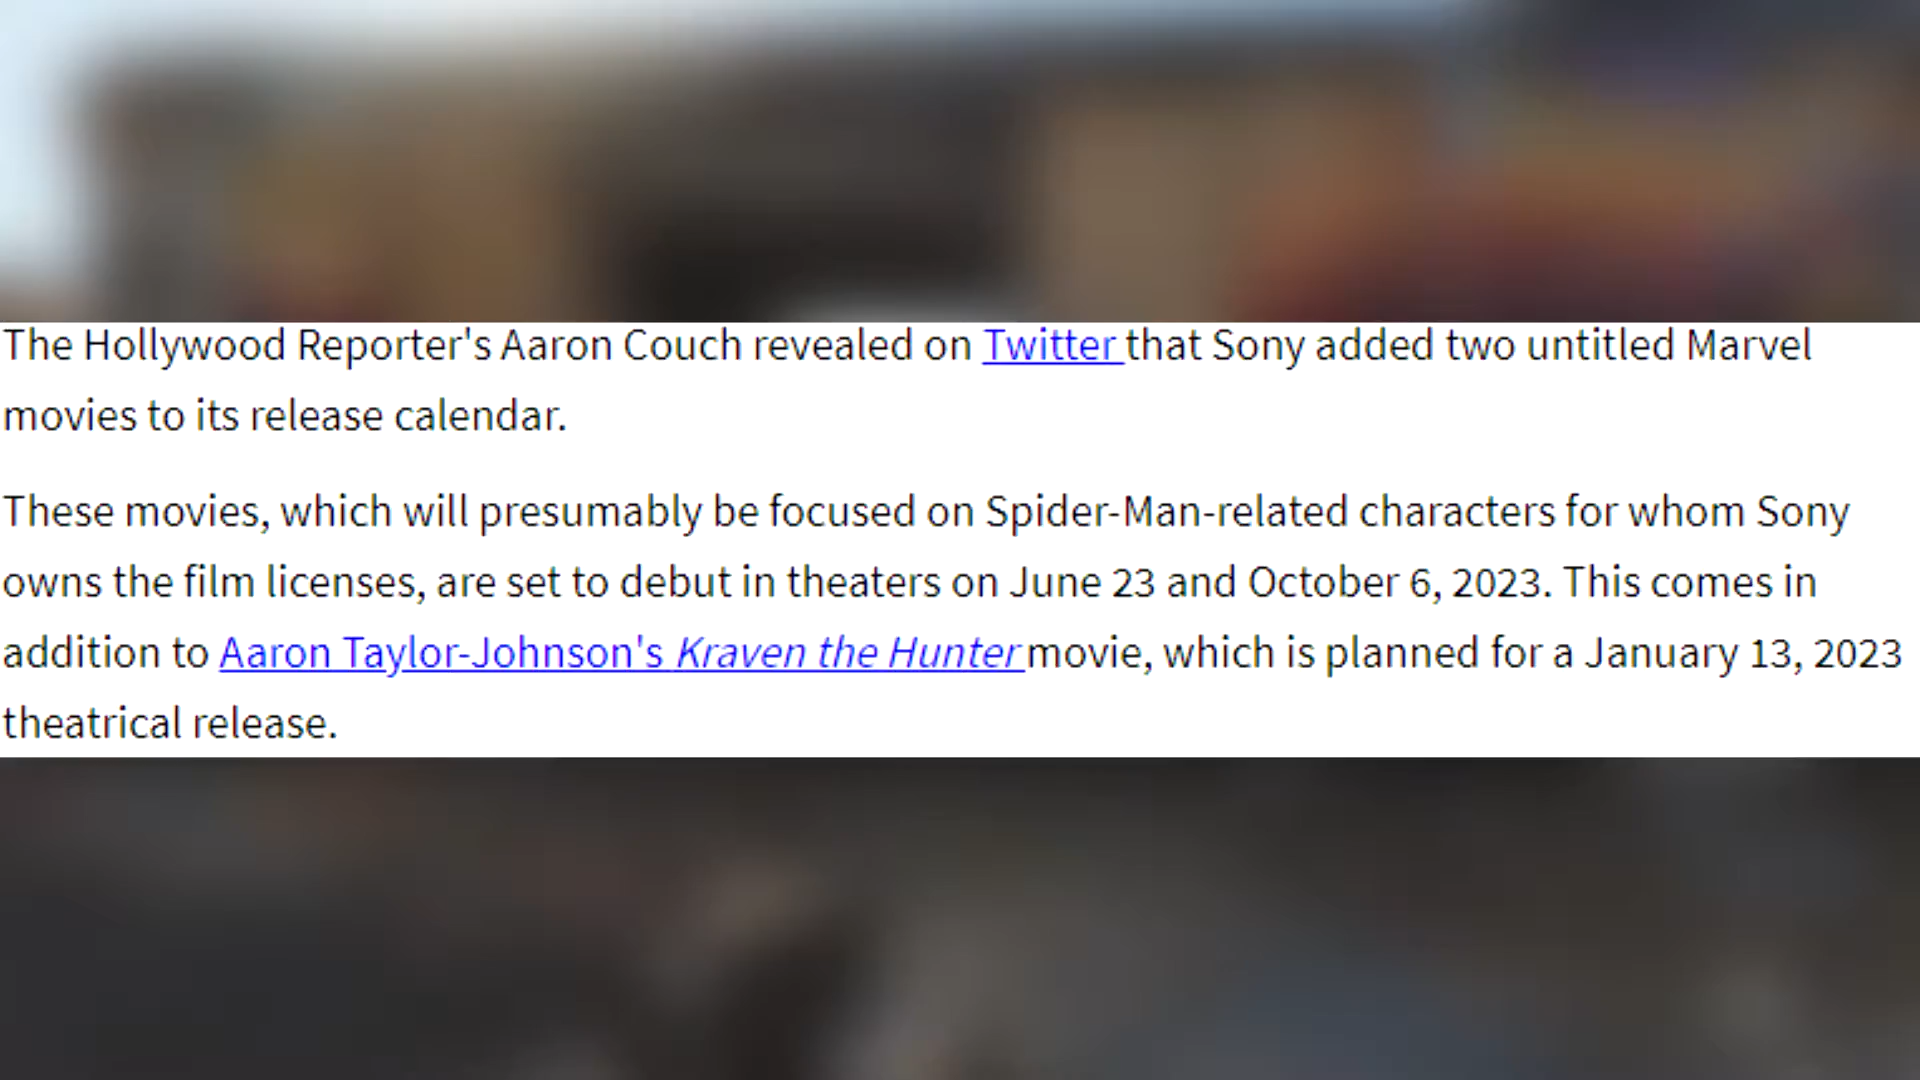 The Hollywood Reporter's Aaron Couch revealed on Twitter that Sony added two untitled Marvel
movies to its release calendar.
These movies, which will presumably be focused on Spider-Man-related characters for whom Sony
owns the film licenses, are set to debut in theaters on June 23 and October 6, 2023. This comes in
addition to Aaron Taylor-Johnson's Kraven the Hunter movie, which is planned for a January 13, 2023
theatrical release.